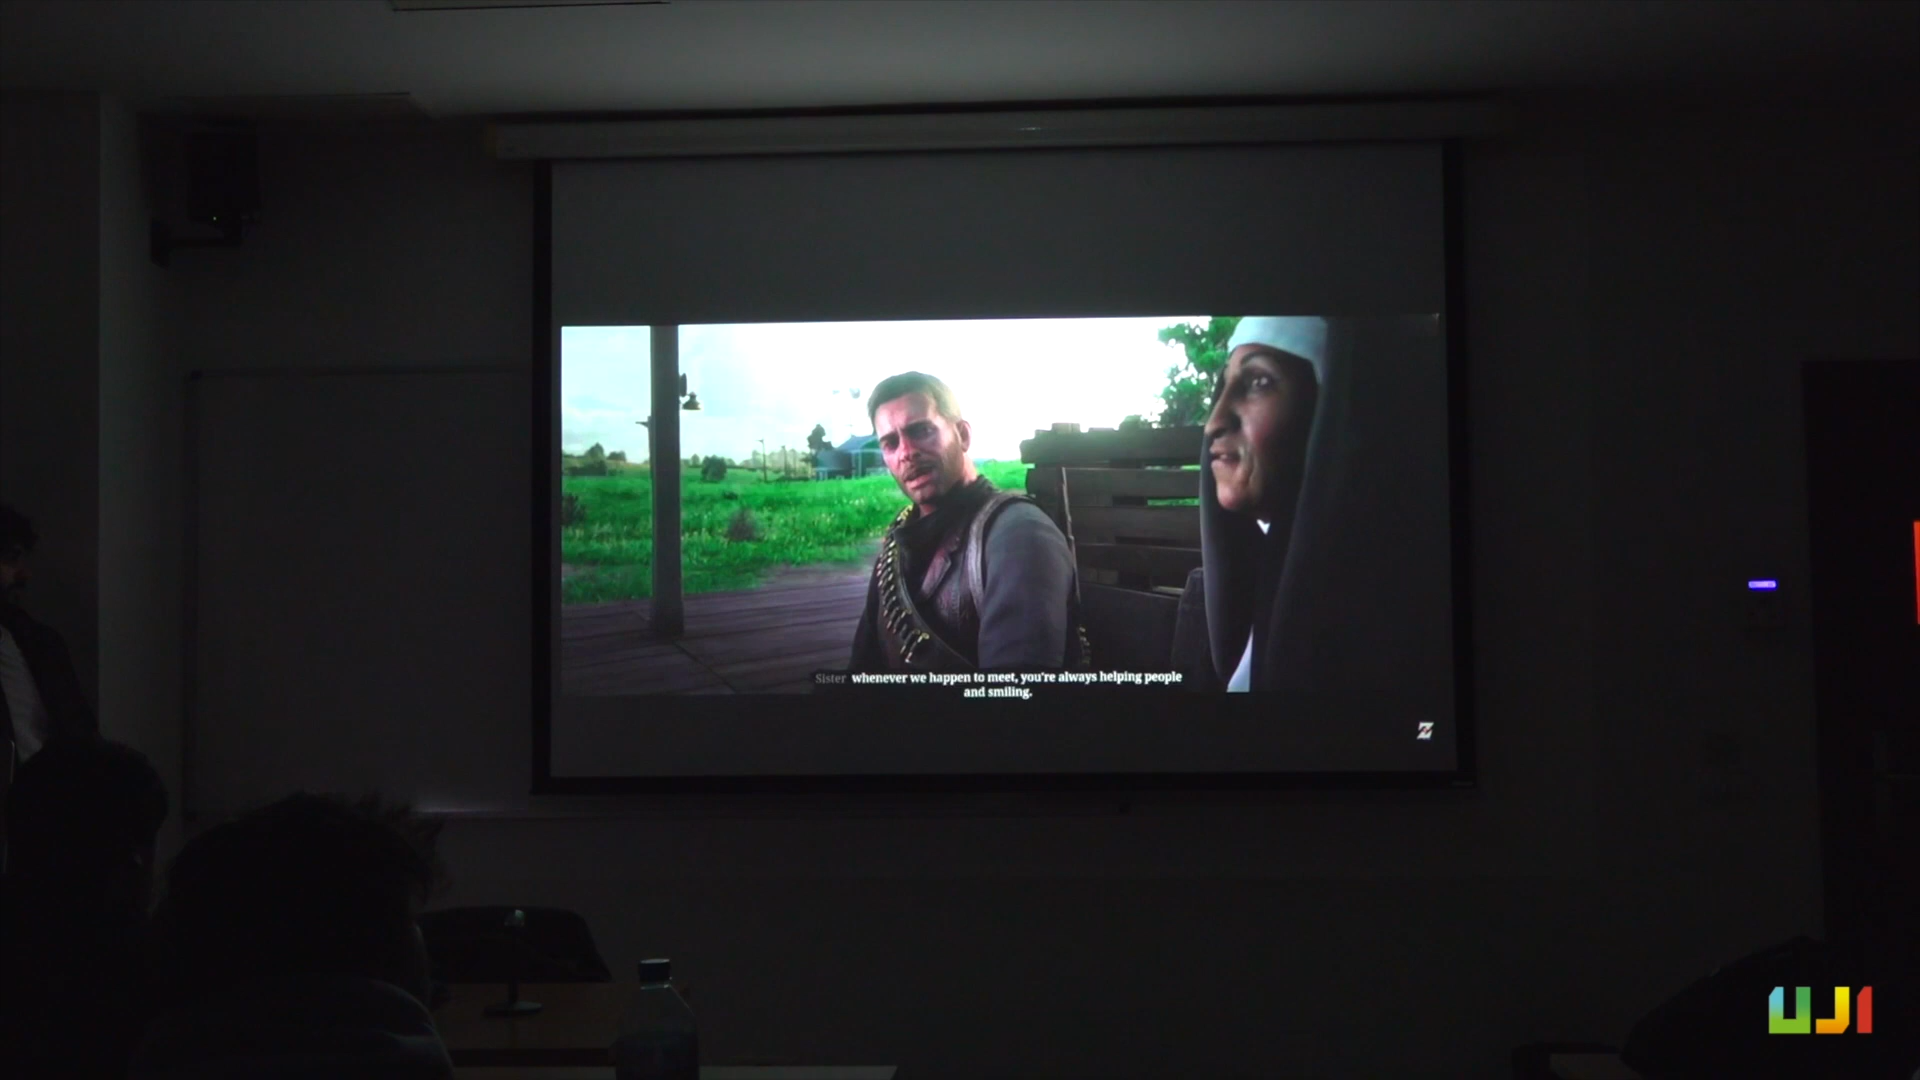 Sister whenever we happen to meet, you're always helping people
and smiling.
Z
UJI